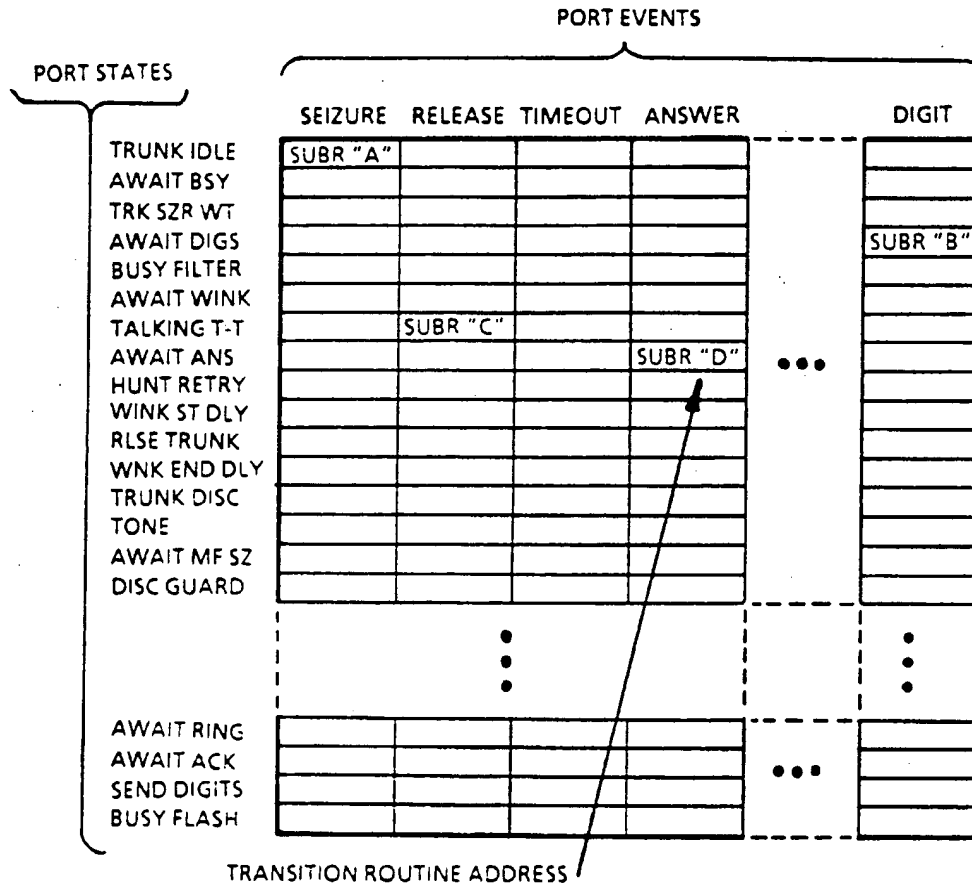 PORT EVENTS
PORT STATES
SEIZURE RELEASE TIMEOUT ANSWER DIGIT
TRUNK IDLE SUBR "A"
AWAIT BSY
TRK SZR WT
AWAIT DIGS SUBR "B"
BUSY FILTER
AWAIT WINK
TALKING T-T SUBR "C"
AWAIT ANS SUBR "D"
HUNT RETRY
WINK ST DLY
RLSE TRUNK
WNK END DLY
TRUNK DISC
TONE
AWAIT MF SZ
DISC GUARD
AWAIT RING
AWAIT ACK
SEND DIGITS
BUSY FLASH
TRANSITION ROUTINE ADDRESS